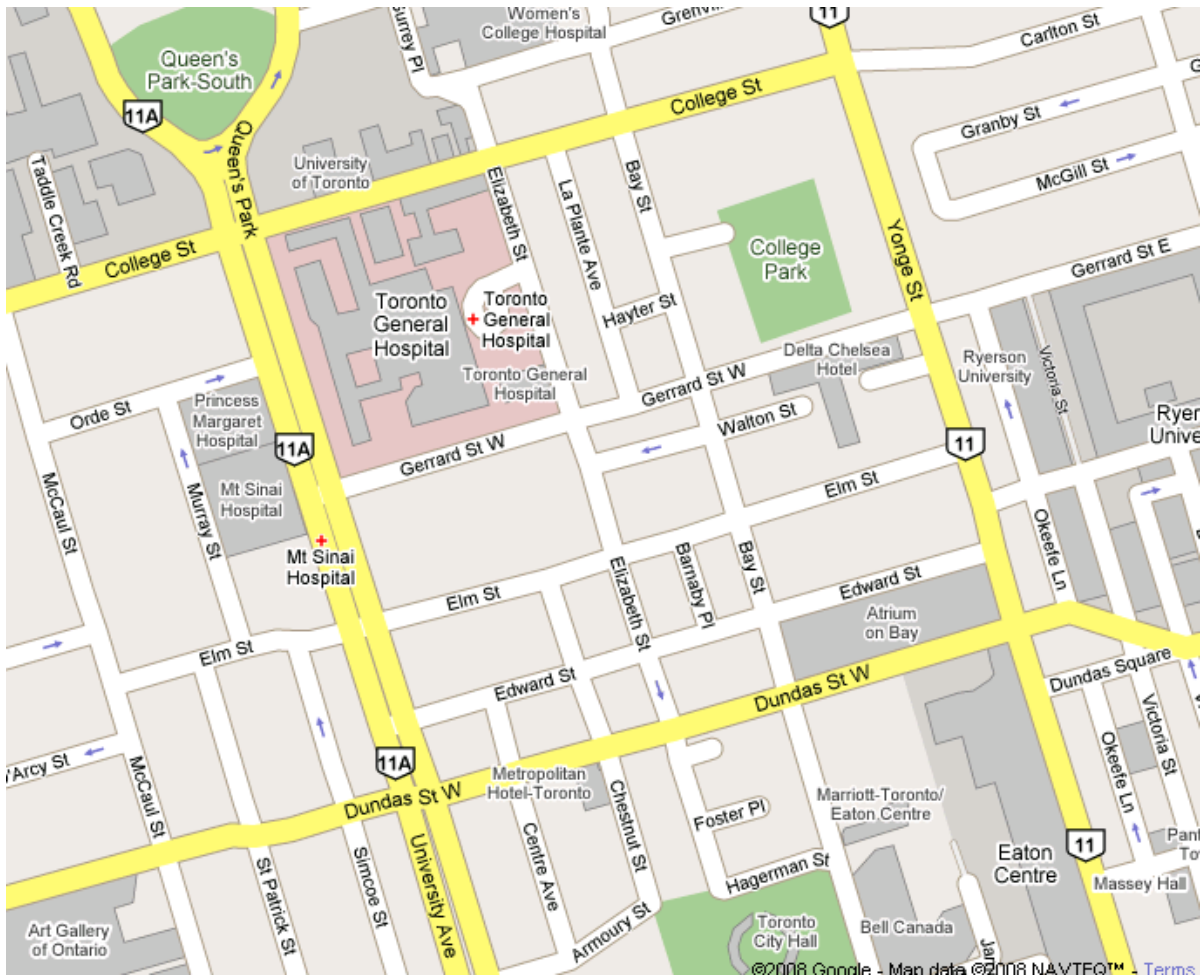 Surrey Pl
Women's
College Hospital
11
Carlton St
Queen's
Park-South
11A
College St
Granby St
McGill St
Queen's Park
University
of Toronto
Taddle Creek Rd
Elizabeth St
La Plante Ave
Bay St
Yonge St
College
Park
College St
Gerrard St E
Toronto
General
Hospital
Toronto
General
Hospital
Hayter St
Toronto General
Hospital
Gerrard St W
Delta Chelsea
Hotel
Ryerson
University
Victoria St
Orde St
Princess
Margaret
Hospital
Walton St
11A
Gerrard St W
11
McCaul St
Murray St
Mt Sinai
Hospital
Elm St
Okeefe Ln
Mt Sinai
Hospital
Elizabeth St
Barnaby Pl
Bay St
Edward St
Elm St
Atrium
on Bay
Elm St
Edward St
Dundas St W
Dundas Square
11A
McCaul St
Metropolitan
Hotel-Toronto
Victoria St
Okeefe Ln
Dundas St W
Chestnut St
Foster Pl
Marriott-Toronto/
Eaton Centre
Centre Ave
Simcoe St
St Patrick St
University Ave
Hagerman St
Eaton
Centre
11
Massey Hall
Art Gallery
of Ontario
Armoury St
Toronto
City Hall
Bell Canada
©2008 Google - Map data ©2008 NAVTEQ™ - Terms